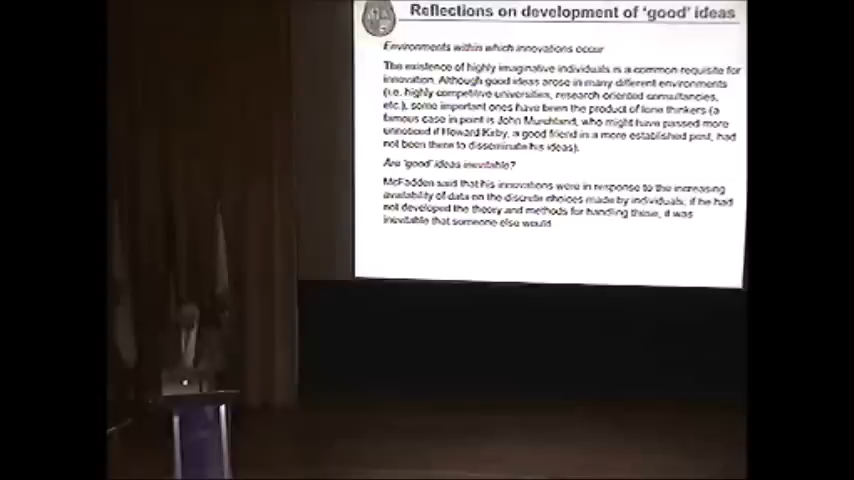 Reflections on development of 'good' ideas
Environments within which innovations occur
The existence of highly imaginative individuals is a common requisite for
innovation. Although good ideas arose in many different environments
(i.e. highly competitive universities, research oriented consultancies,
etc.), some important ones have been the product of lone thinkers (a
famous case in point is John Murchland, who might have passed more
unnoticed if Howard Kirby, a good friend in a more established post, had
not been there to disseminate his ideas).
Are 'good' ideas inevitable?
McFadden said that his innovations were in response to the increasing
availability of data on the discrete choices made by individuals; if he had
not developed the theory and methods for handling these, it was
inevitable that someone else would